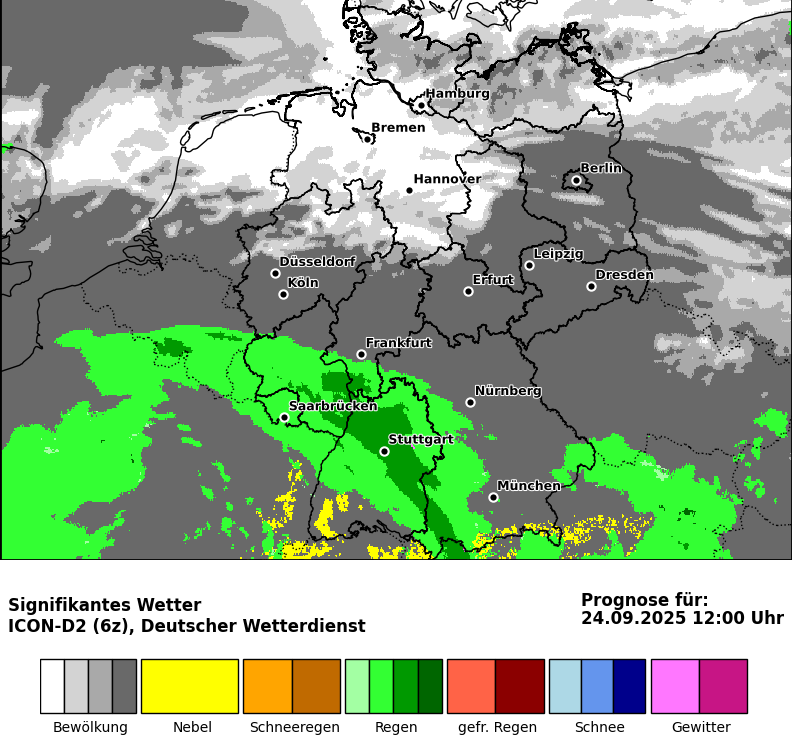 Hamburg
Bremen
Berlin
Hannover
Leipzig
Düsseldorf
Dresden
Köln
Erfurt
Frankfurt
Nürnberg
Saarbrücken
Stuttgart
München
Signifikantes Wetter
ICON-D2 (6z), Deutscher Wetterdienst
Prognose für:
24.09.2025 12:00 Uhr
Bewölkung Nebel Schneeregen Regen gefr. Regen Schnee Gewitter